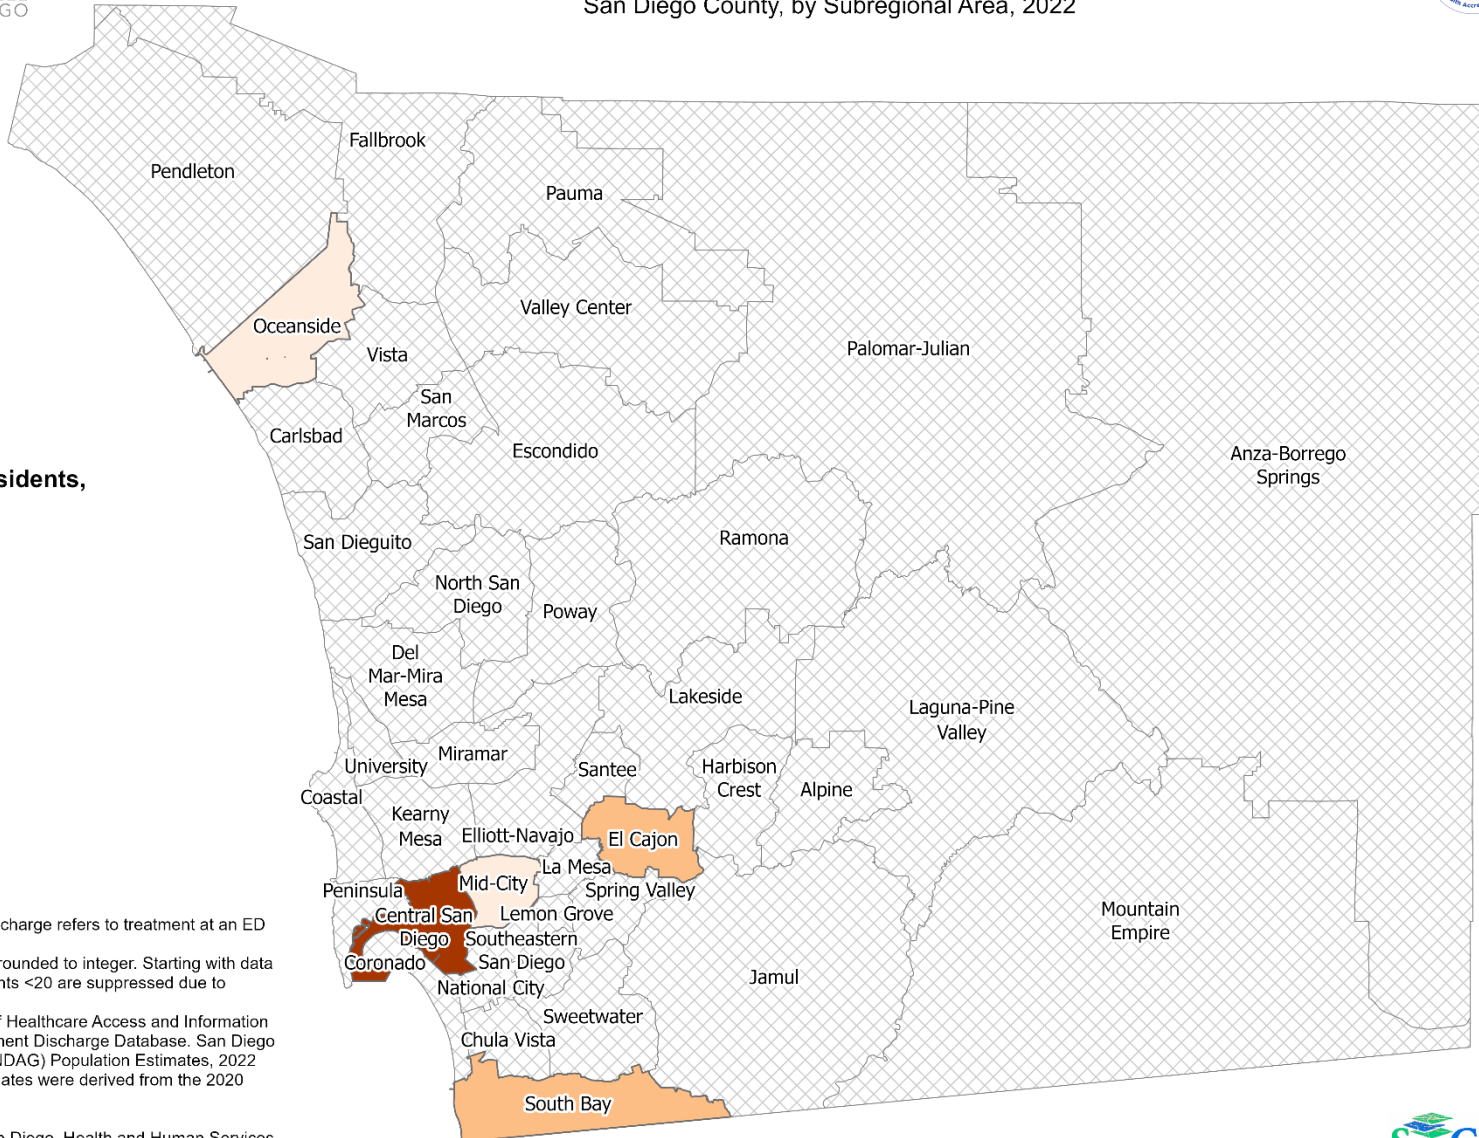 GO
San Diego County, by Subregional Area, 2022
Fallbrook
Pendleton
Pauma
Valley Center
Oceanside
Vista
Palomar-Julian
San
Marcos
Carlsbad
Escondido
Anza-Borrego
Springs
sidents,
San Dieguito
Ramona
North San
Diego
Poway
Del
Mar-Mira
Mesa
Lakeside
Laguna-Pine
Valley
Miramar
University
Santee
Harbison
Crest
Alpine
Coastal
Kearny
Mesa
Elliott-Navajo
El Cajon
La Mesa
Mid-City
Peninsula
Spring Valley
Central San
Diego
Lemon Grove
Mountain
Empire
Southeastern
San Diego
Coronado
Jamul
National City
Sweetwater
Chula Vista
South Bay
charge refers to treatment at an ED
rounded to integer. Starting with data
nts <20 are suppressed due to
f Healthcare Access and Information
ment Discharge Database. San Diego
NDAG) Population Estimates, 2022
ates were derived from the 2020
n Diego, Health and Human Services